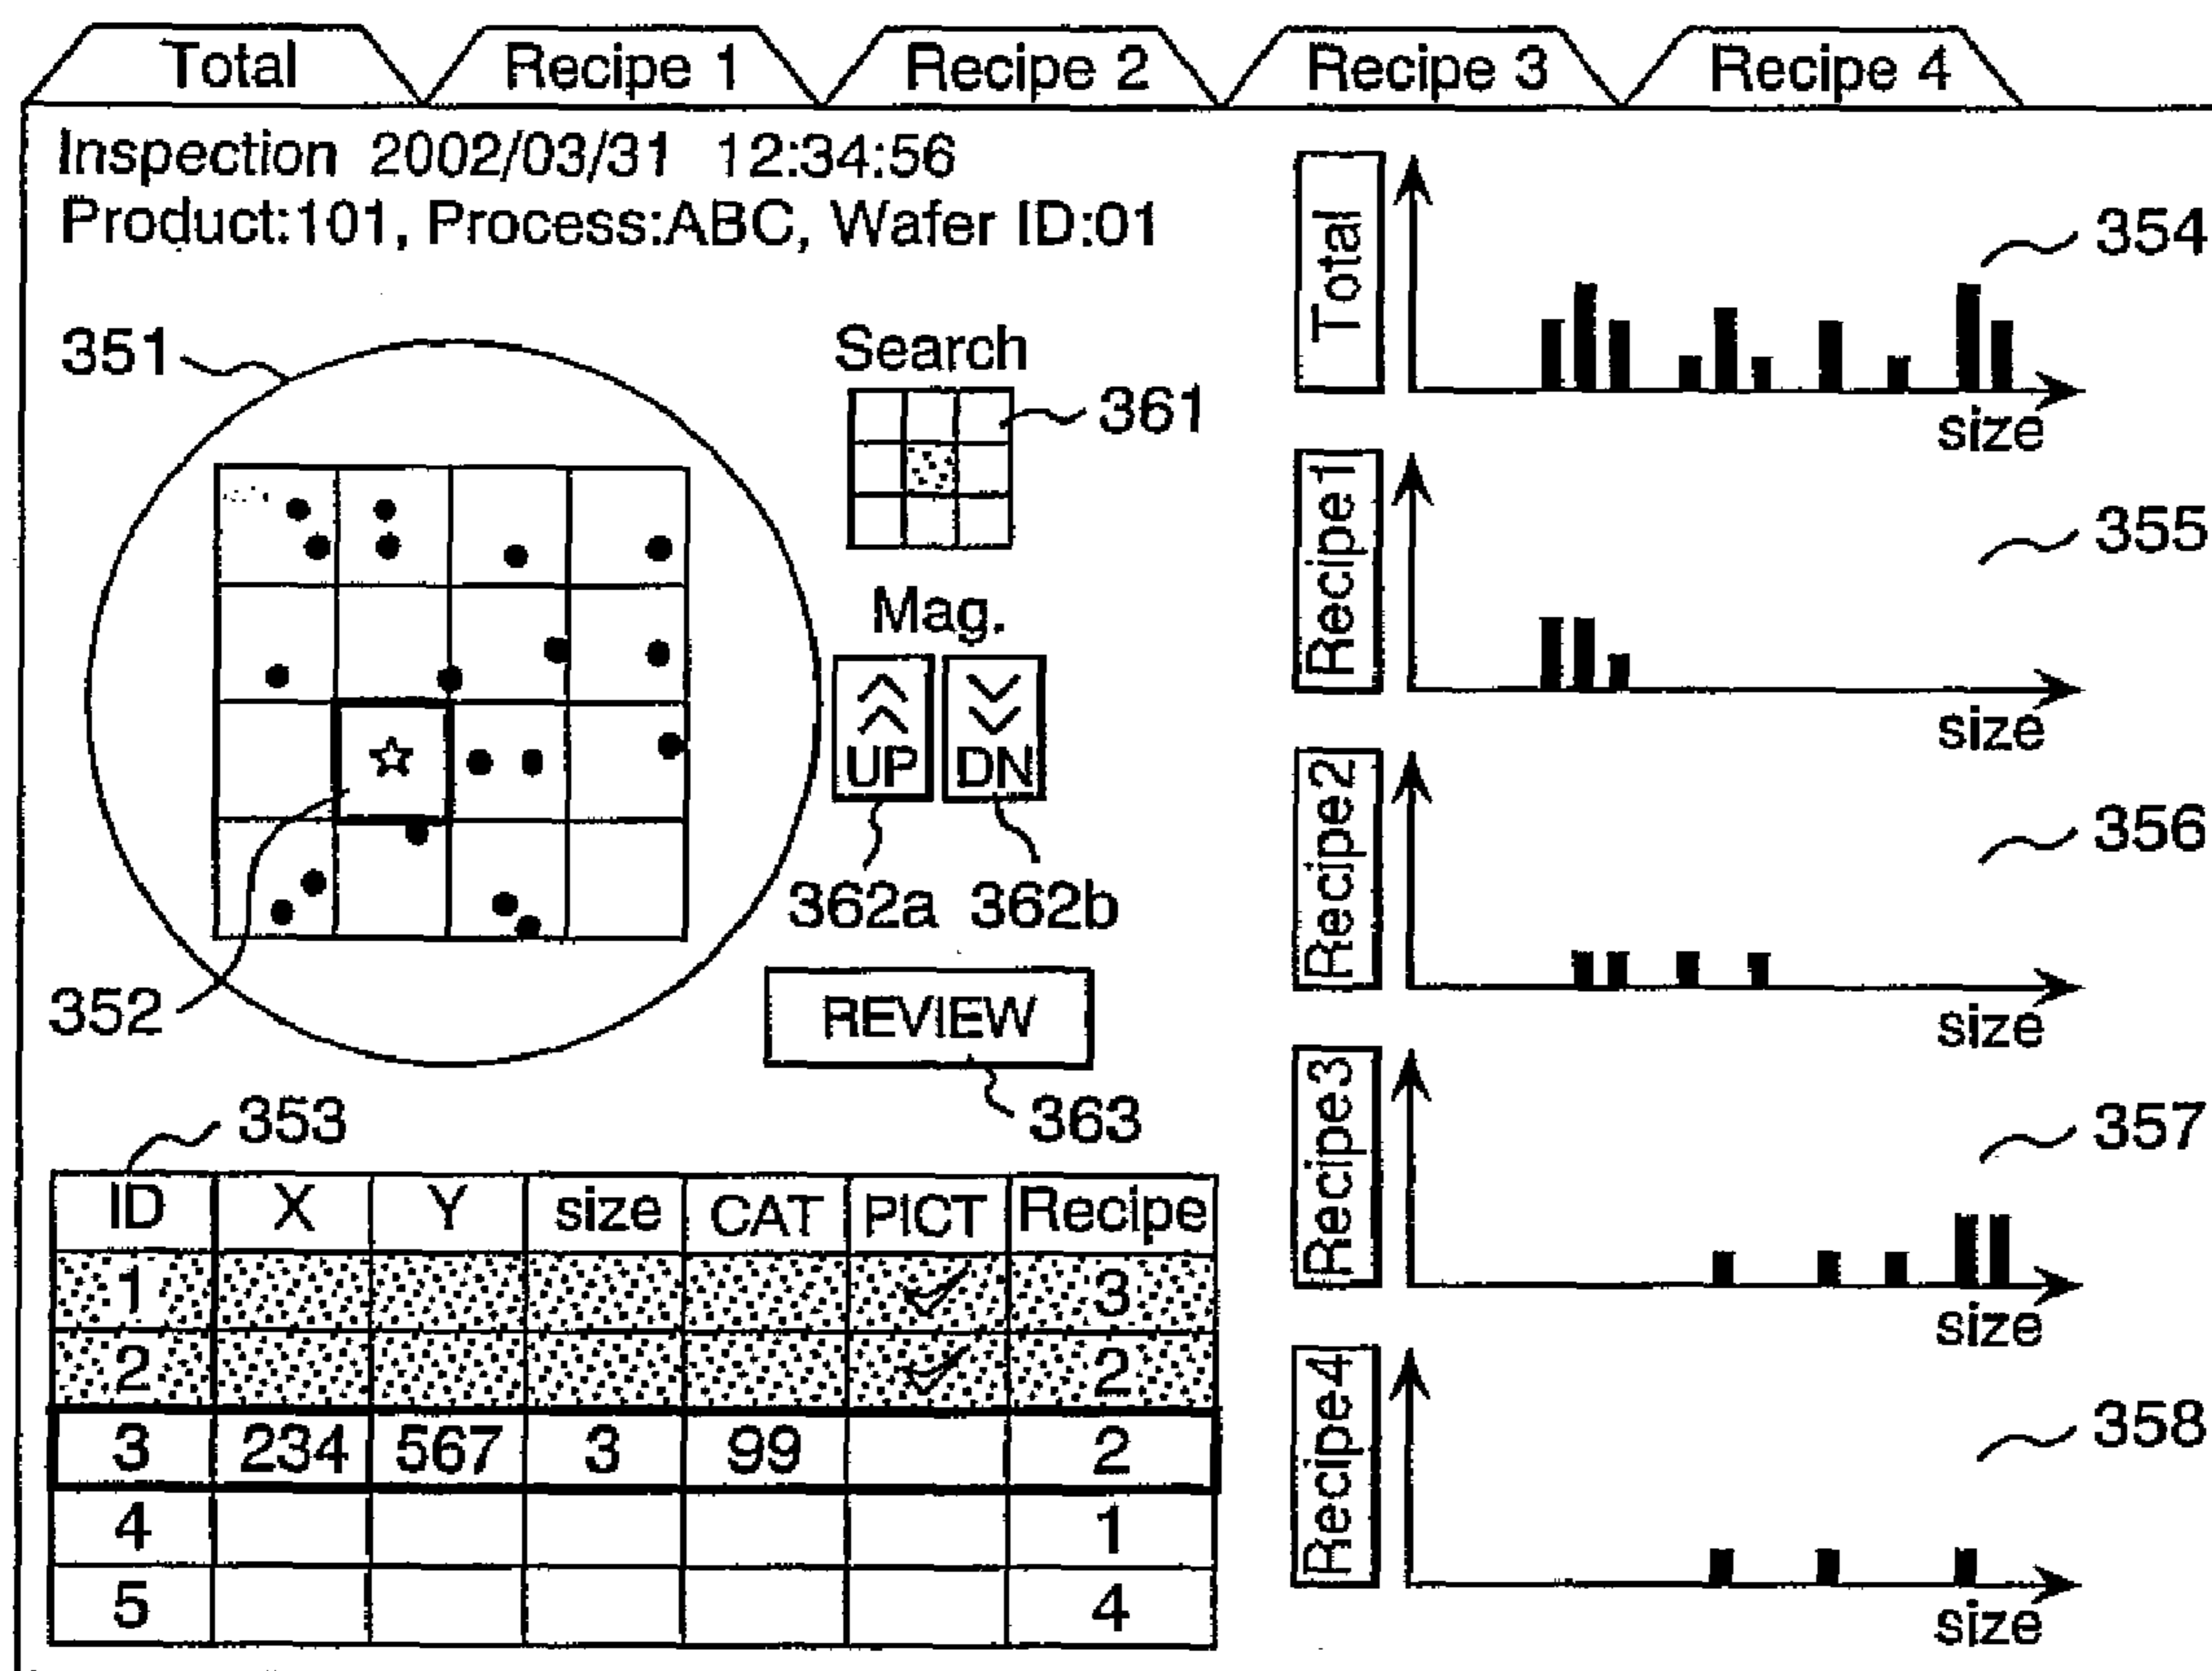 Total Recipe 1 Recipe 2 Recipe 3 Recipe 4
Inspection 2002/03/31 12:34:56
Product:101, Process:ABC, Wafer ID:01
351
352
Search
361
Mag.
UP DN
362a 362b
REVIEW
363
353
ID X Y size CAT PICT Recipe
1 3
2 2
3 234 567 3 99 2
4 1
5 4
Total
354
size
Recipe1
355
size
Recipe2
356
size
Recipe3
357
size
Recipe4
358
size